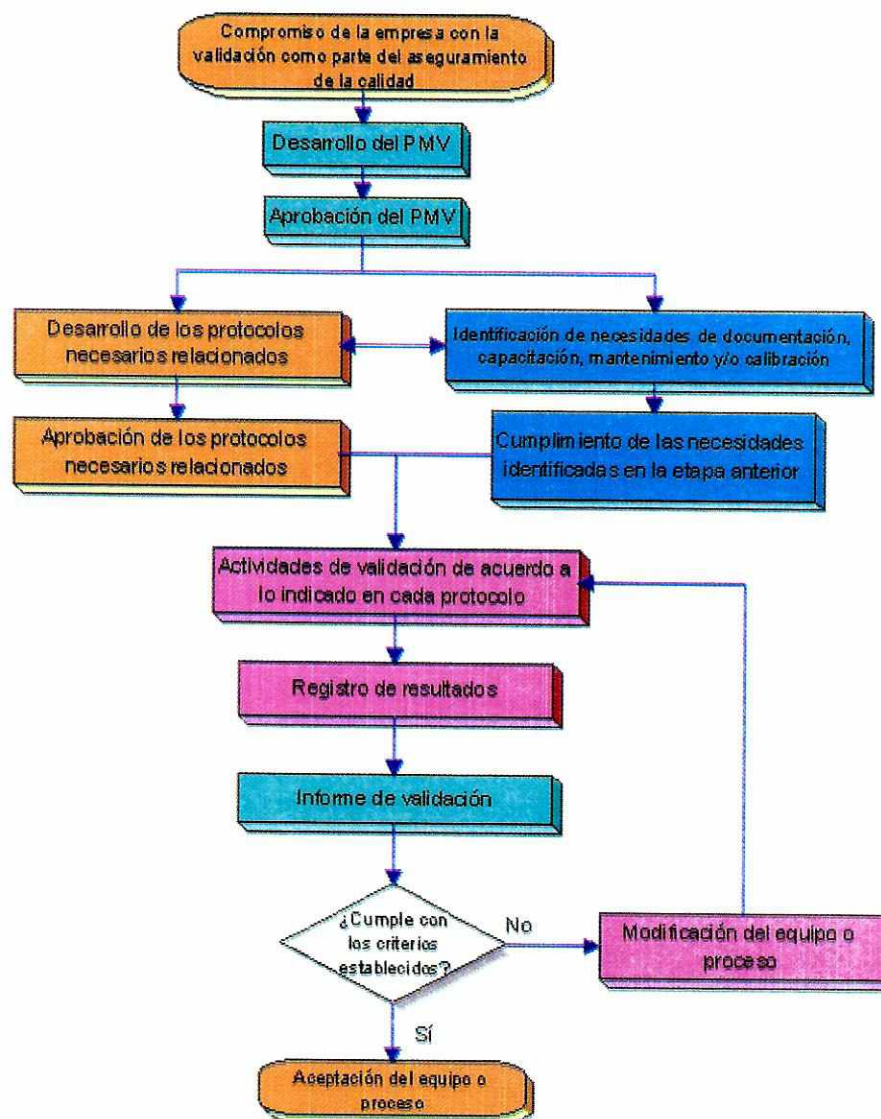 Compromiso de la empresa con la
validación como parte del aseguramiento
de la calidad
Desarrollo del PMV
Aprobación del PMV
Desarrollo de los protocolos
necesarios relacionados
Identificación de necesidades de documentación,
capacitación, mantenimiento y/o calibración
Aprobación de los protocolos
necesarios relacionados
Cumplimiento de las necesidades
identificadas en la etapa anterior
Actividades de validación de acuerdo a
lo indicado en cada protocolo
Registro de resultados
Informe de validación
¿Cumple con
los criterios
establecidos?
No
Modificación del equipo o
proceso
Sí
Aceptación del equipo o
proceso